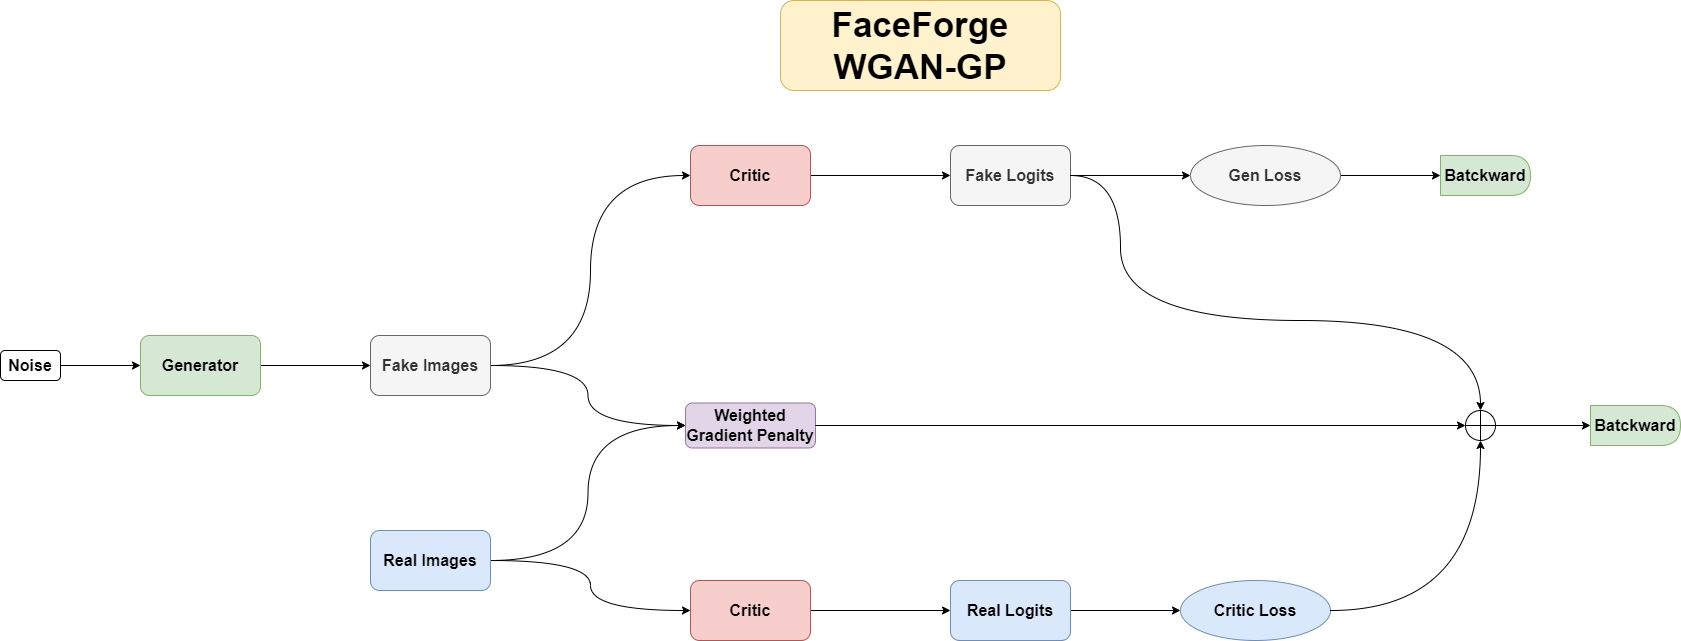 FaceForge
WGAN-GP
Critic
Fake Logits
Gen Loss
Batckward
Noise
Generator
Fake Images
Weighted
Gradient Penalty
Batckward
Real Images
Critic
Real Logits
Critic Loss